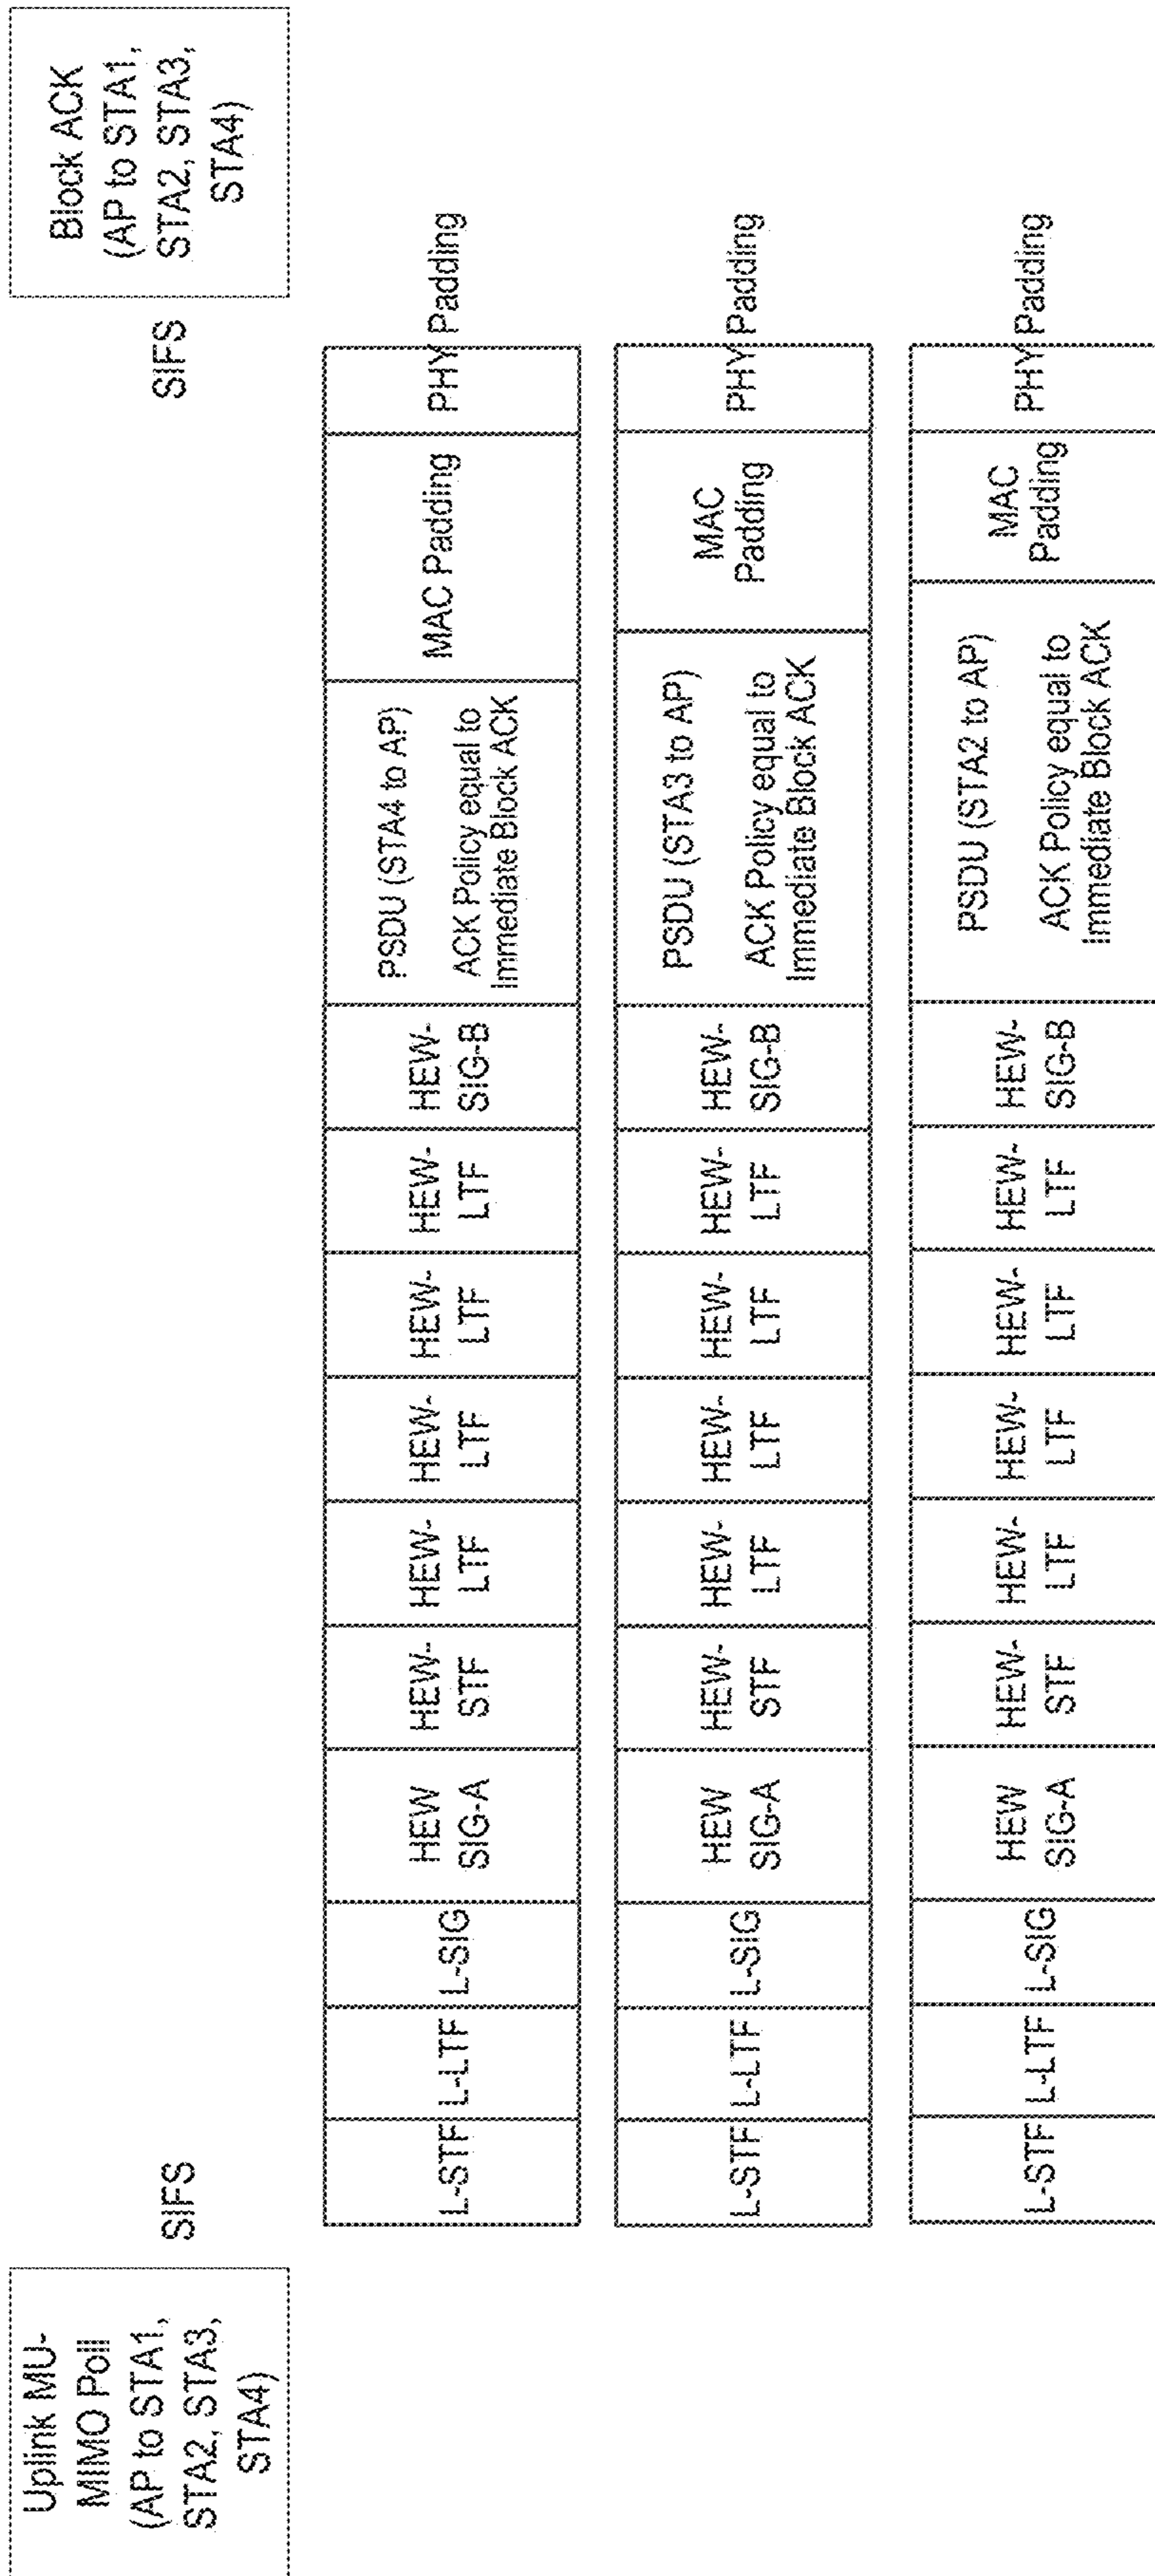 Uplink MU-
MIMO Poll
(AP to STA1,
STA2, STA3,
STA4)
SIFS
SIFS
Block ACK
(AP to STA1,
STA2, STA3,
STA4)
L-STF
L-LTF
L-SIG
HEW
SIG-A
HEW-
STF
HEW-
LTF
HEW-
LTF
HEW-
LTF
HEW-
LTF
HEW-
SIG-B
PSDU (STA4 to AP)
ACK Policy equal to
Immediate Block ACK
MAC Padding
PHY Padding
L-STF
L-LTF
L-SIG
HEW
SIG-A
HEW-
STF
HEW-
LTF
HEW-
LTF
HEW-
LTF
HEW-
LTF
HEW-
SIG-B
PSDU (STA3 to AP)
ACK Policy equal to
Immediate Block ACK
MAC
Padding
PHY Padding
L-STF
L-LTF
L-SIG
HEW
SIG-A
HEW-
STF
HEW-
LTF
HEW-
LTF
HEW-
LTF
HEW-
LTF
HEW-
SIG-B
PSDU (STA2 to AP)
ACK Policy equal to
Immediate Block ACK
MAC
Padding
PHY Padding